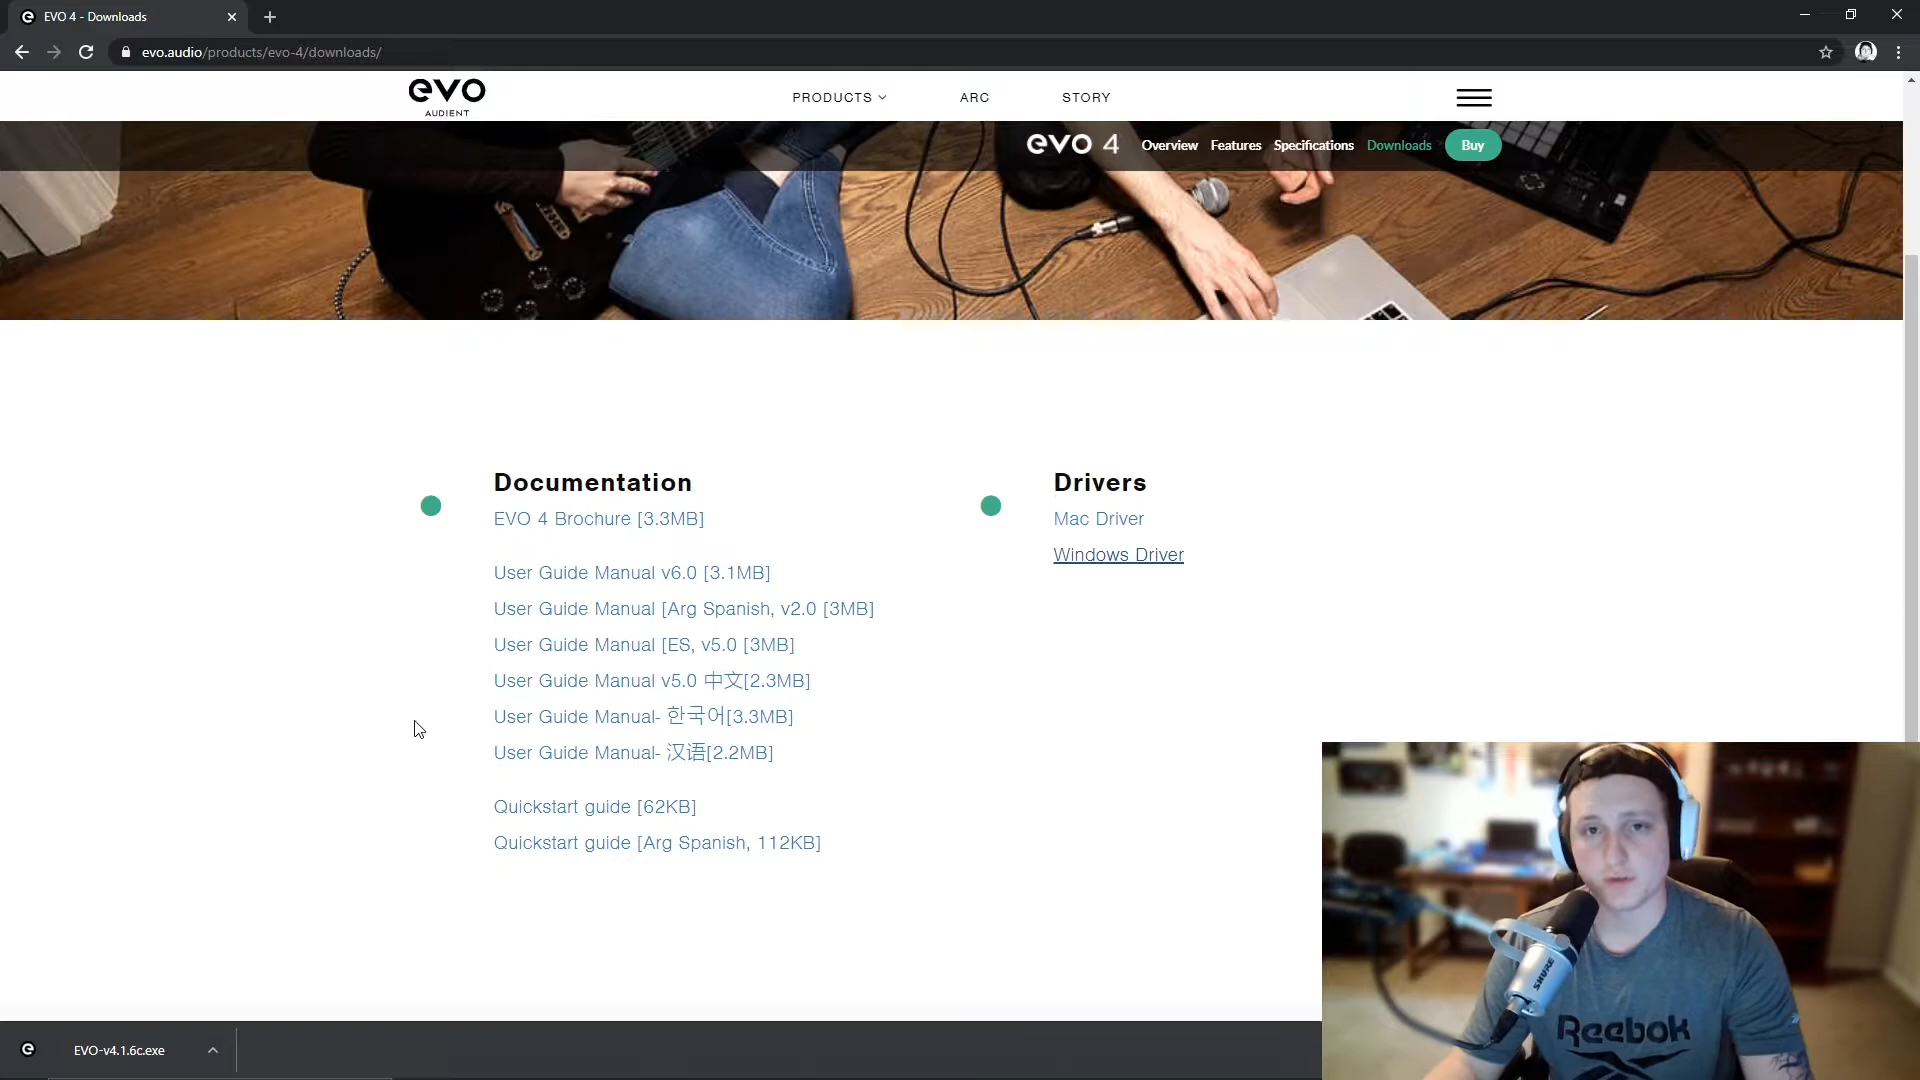 EVO 4 - Downloads
evo.audio/products/evo-4/downloads/
evo
AUDIENT
PRODUCTS
ARC
STORY
evo 4
Overview
Features
Specifications
Downloads
Buy
Documentation
EVO 4 Brochure [3.3MB]
User Guide Manual v6.0 [3.1MB]
User Guide Manual [Arg Spanish, v2.0 [3MB]
User Guide Manual [ES, v5.0 [3MB]
User Guide Manual v5.0 中文[2.3MB]
User Guide Manual- 한국어[3.3MB]
User Guide Manual- 汉语[2.2MB]
Quickstart guide [62KB]
Quickstart guide [Arg Spanish, 112KB]
Drivers
Mac Driver
Windows Driver
EVO-v4.1.6c.exe
SHURE
Reebok